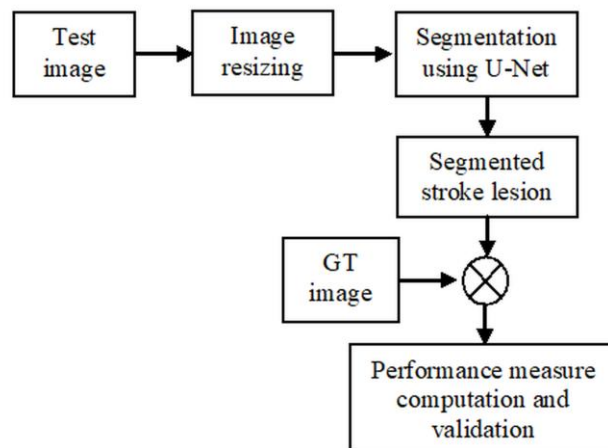 Test
image
Image
resizing
Segmentation
using U-Net
Segmented
stroke lesion
GT
image
Performance measure
computation and
validation